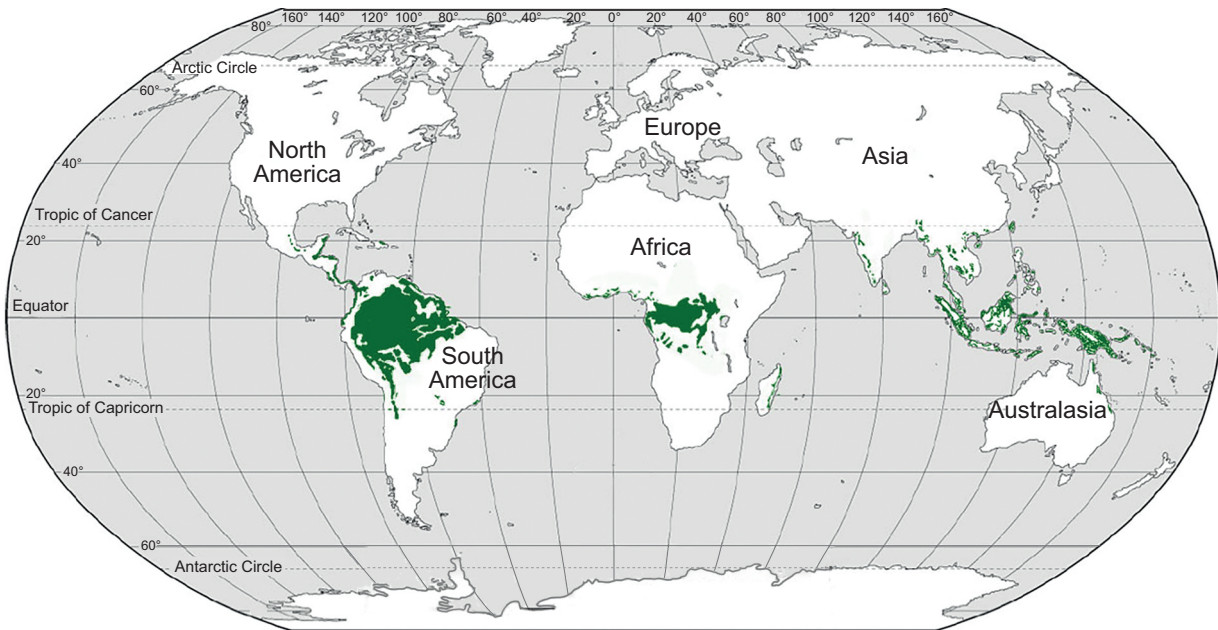 160° 140° 120° 100° 80° 60° 40° 20° 0° 20° 40° 60° 80° 100° 120° 140° 160°
80°
Arctic Circle
60°
Europe
North
America
Asia
40°
Tropic of Cancer
20°
Africa
Equator
South
America
20°
Tropic of Capricorn
Australasia
40°
60°
Antarctic Circle